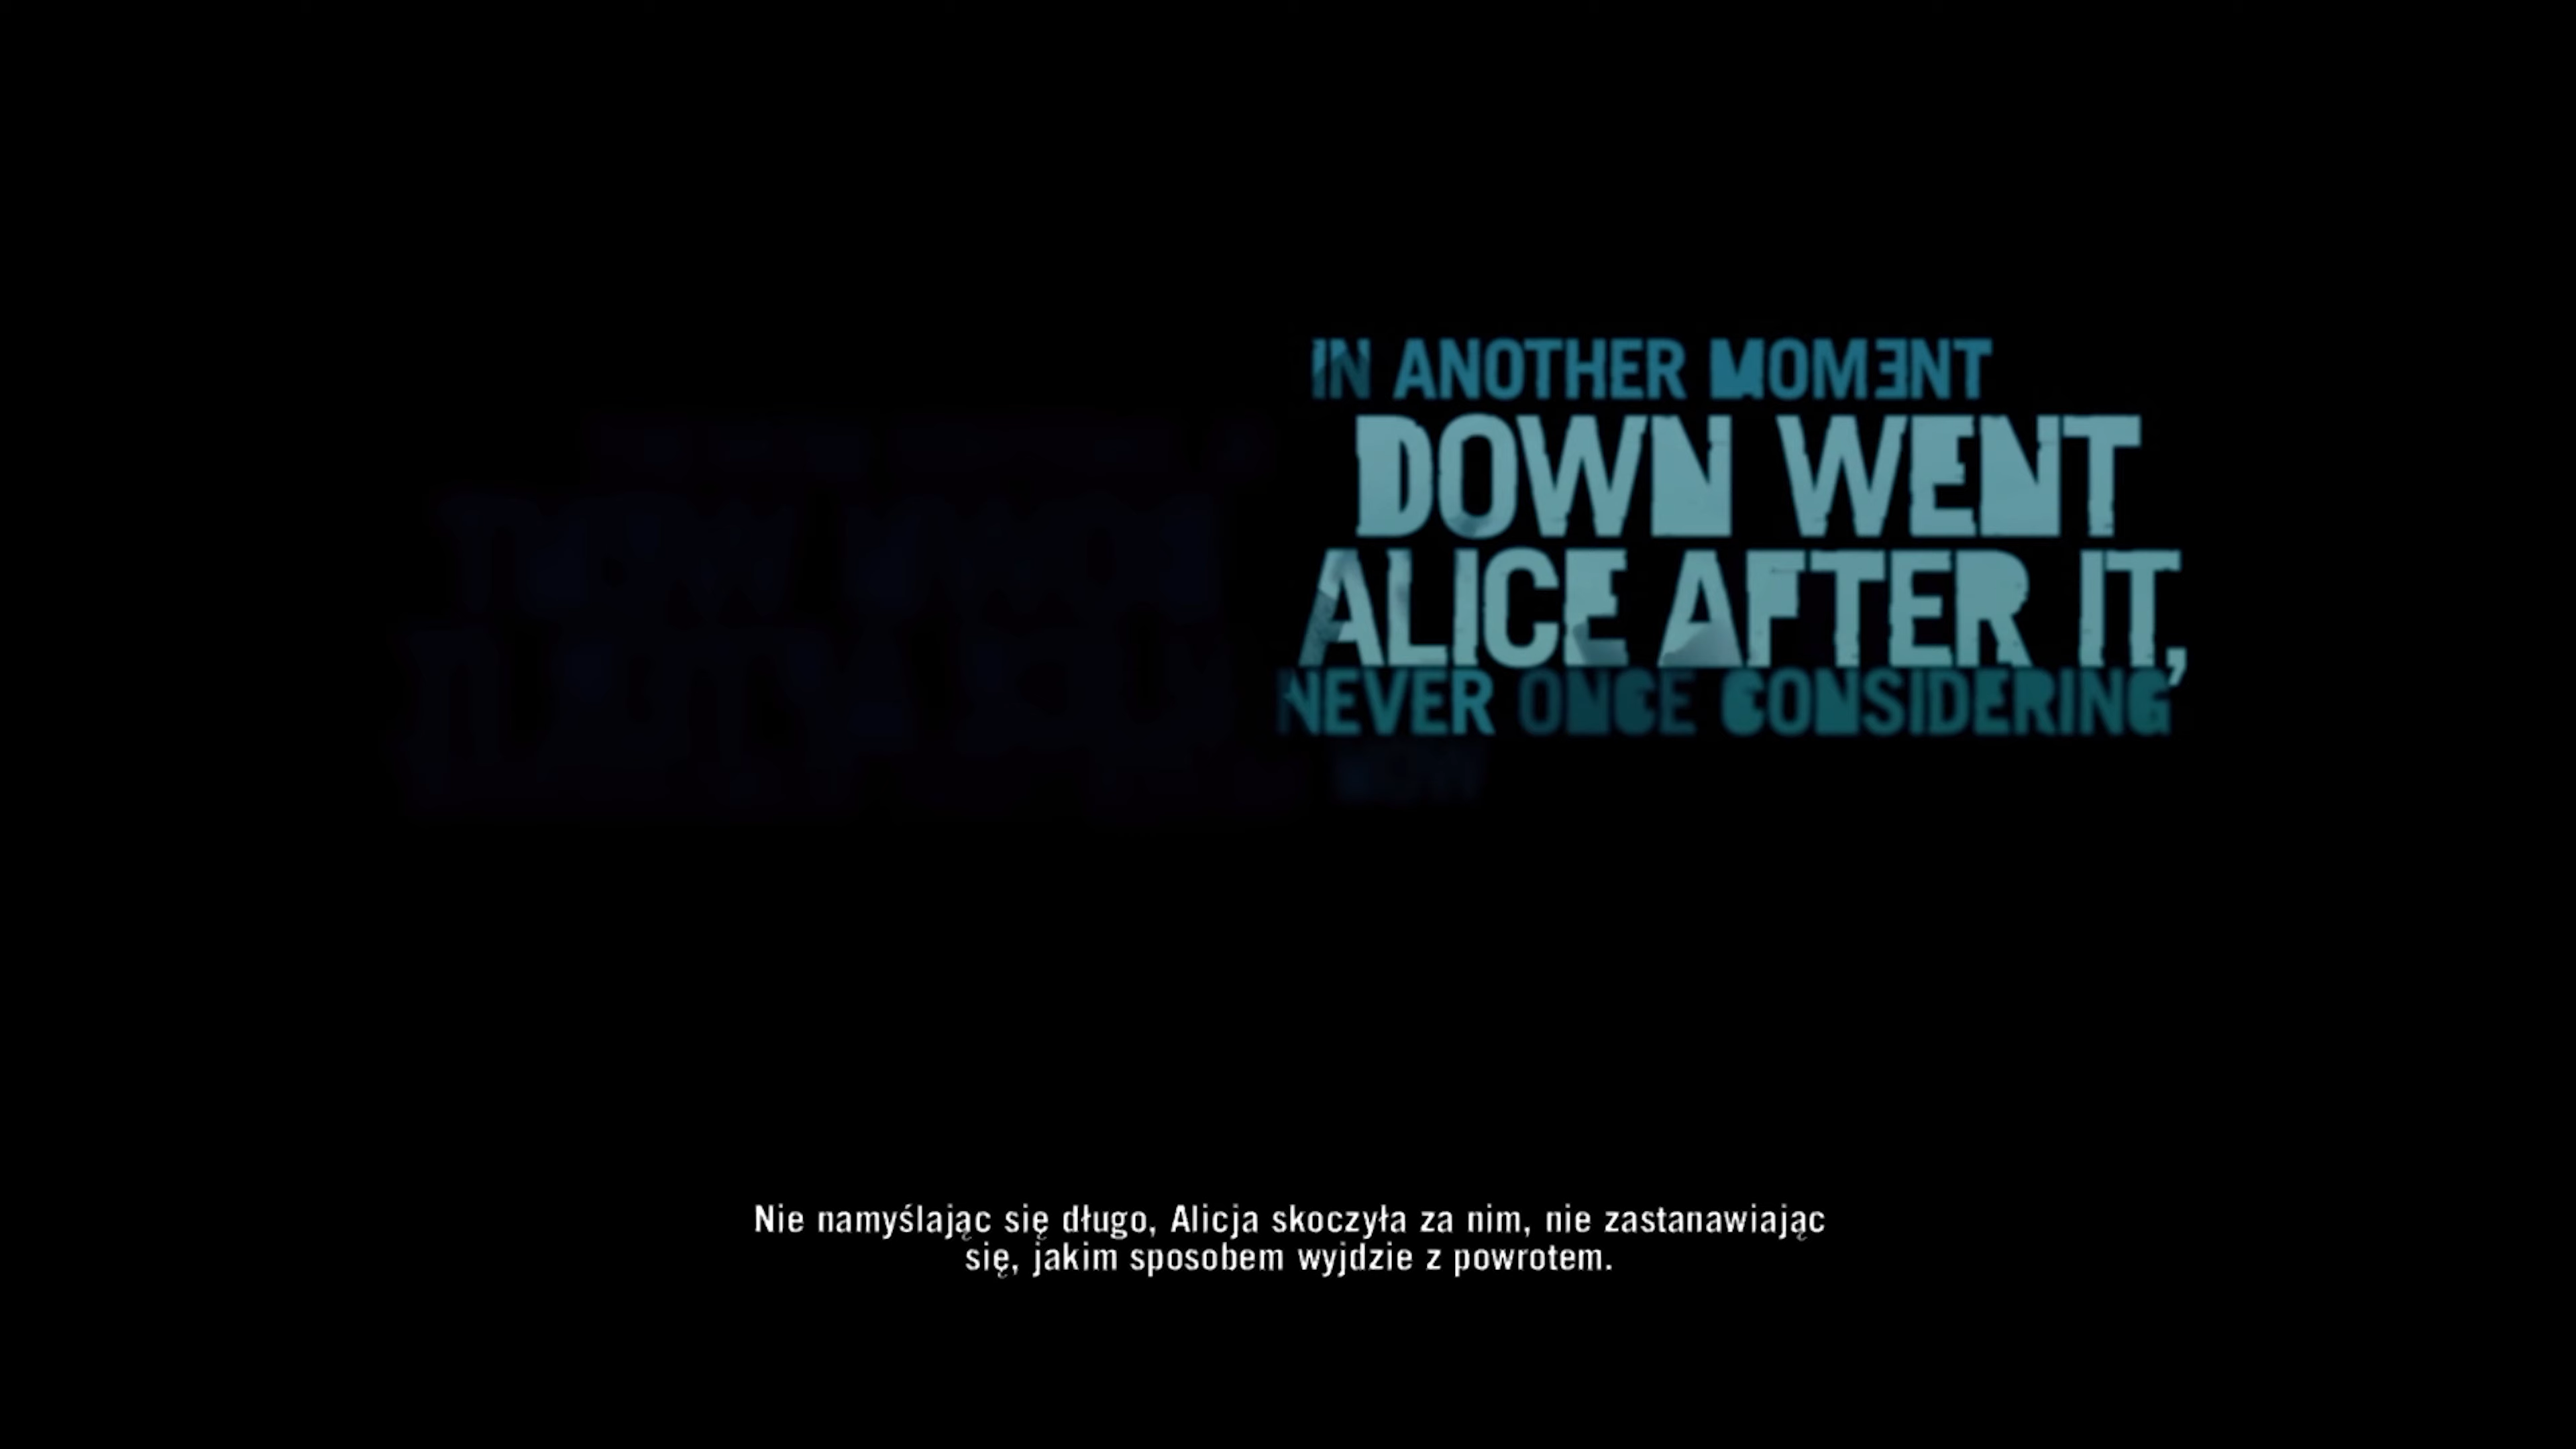 IN ANOTHER MOMENT
DOWN WENT
ALICE AFTER IT,
NEVER ONCE CONSIDERING
HOW
Nie namyślając się długo, Alicja skoczyła za nim, nie zastanawiając
się, jakim sposobem wyjdzie z powrotem.